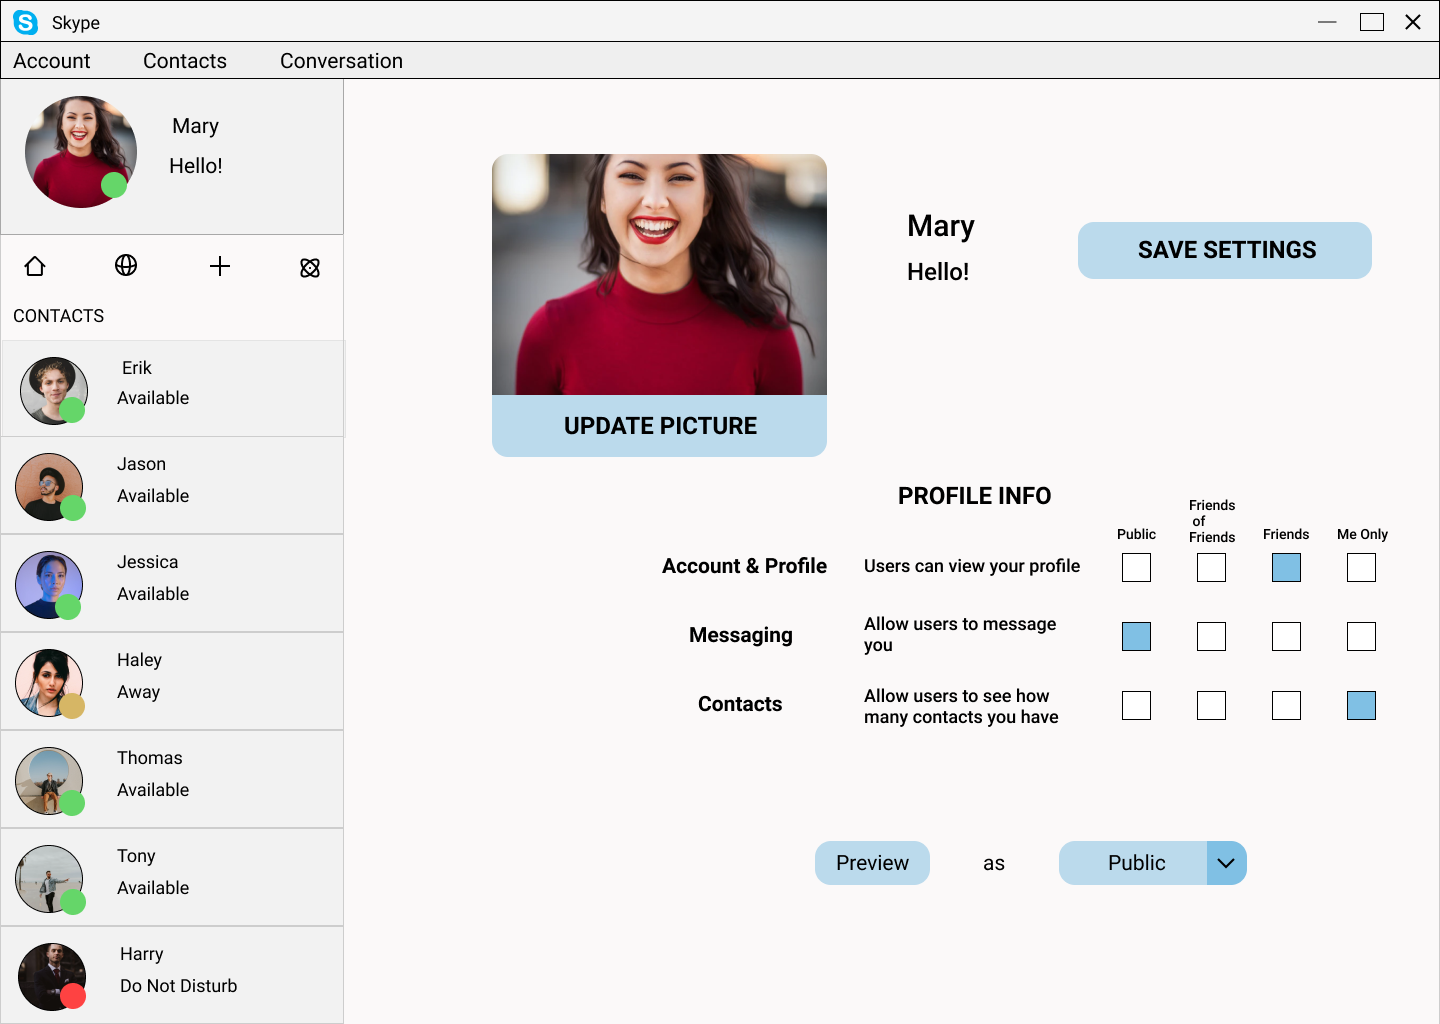 Skype
Account Contacts Conversation
Mary
Hello!
CONTACTS
Erik
Available
Jason
Available
Jessica
Available
Haley
Away
Thomas
Available
Tony
Available
Harry
Do Not Disturb
UPDATE PICTURE
Mary
Hello!
SAVE SETTINGS
PROFILE INFO
Public
Friends
of
Friends
Friends
Me Only
Account & Profile
Users can view your profile
Messaging
Allow users to message
you
Contacts
Allow users to see how
many contacts you have
Preview as Public